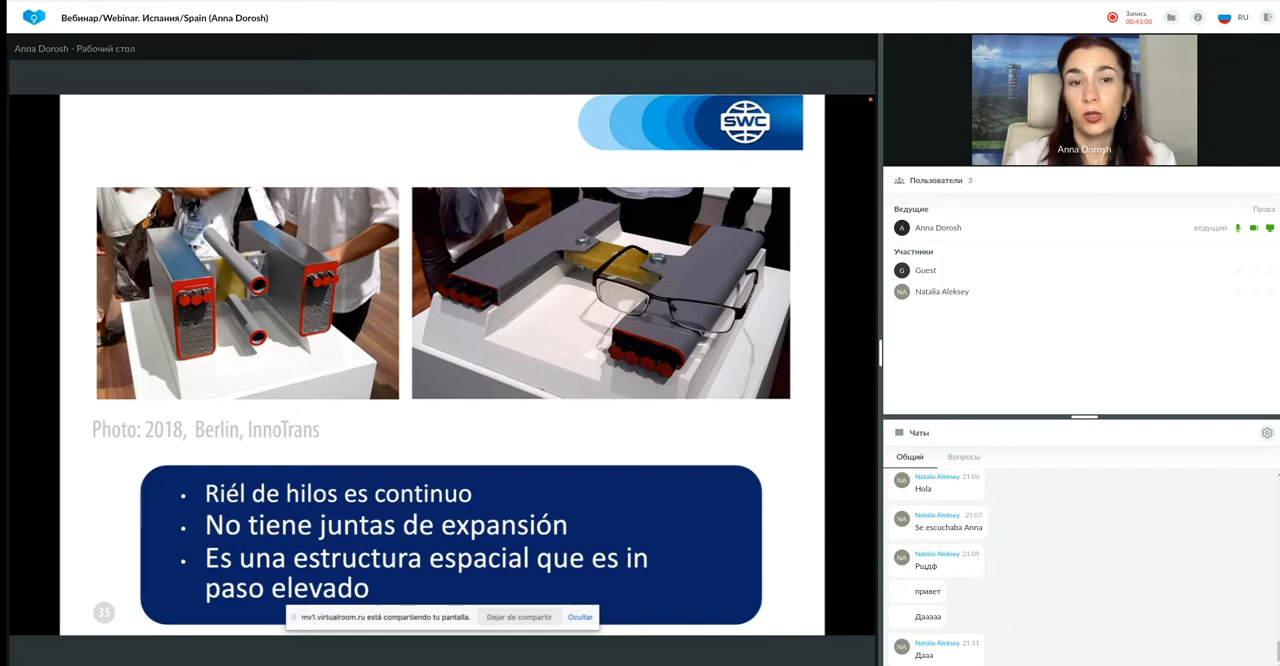 Вебинар/Webinar. Испания/Spain (Anna Dorosh)
Запись
00:43:00
RU
Anna Dorosh - Рабочий стол
SWC
Photo: 2018, Berlin, InnoTrans
• Riél de hilos es continuo
• No tiene juntas de expansión
• Es una estructura espacial que es in
paso elevado
35
mv1.virtualroom.ru está compartiendo tu pantalla.
Dejar de compartir
Ocultar
Anna Dorosh
Пользователи 3
Ведущие
Права
A
Anna Dorosh
ведущий
Участники
G
Guest
NA
Natalia Aleksey
Чаты
Общий
Вопросы
NA
Natalia Aleksey 21:06
Hola
NA
Natalia Aleksey 21:07
Se escuchaba Anna
NA
Natalia Aleksey 21:09
Рщдф
привет
Дааааа
NA
Natalia Aleksey 21:11
Дааа